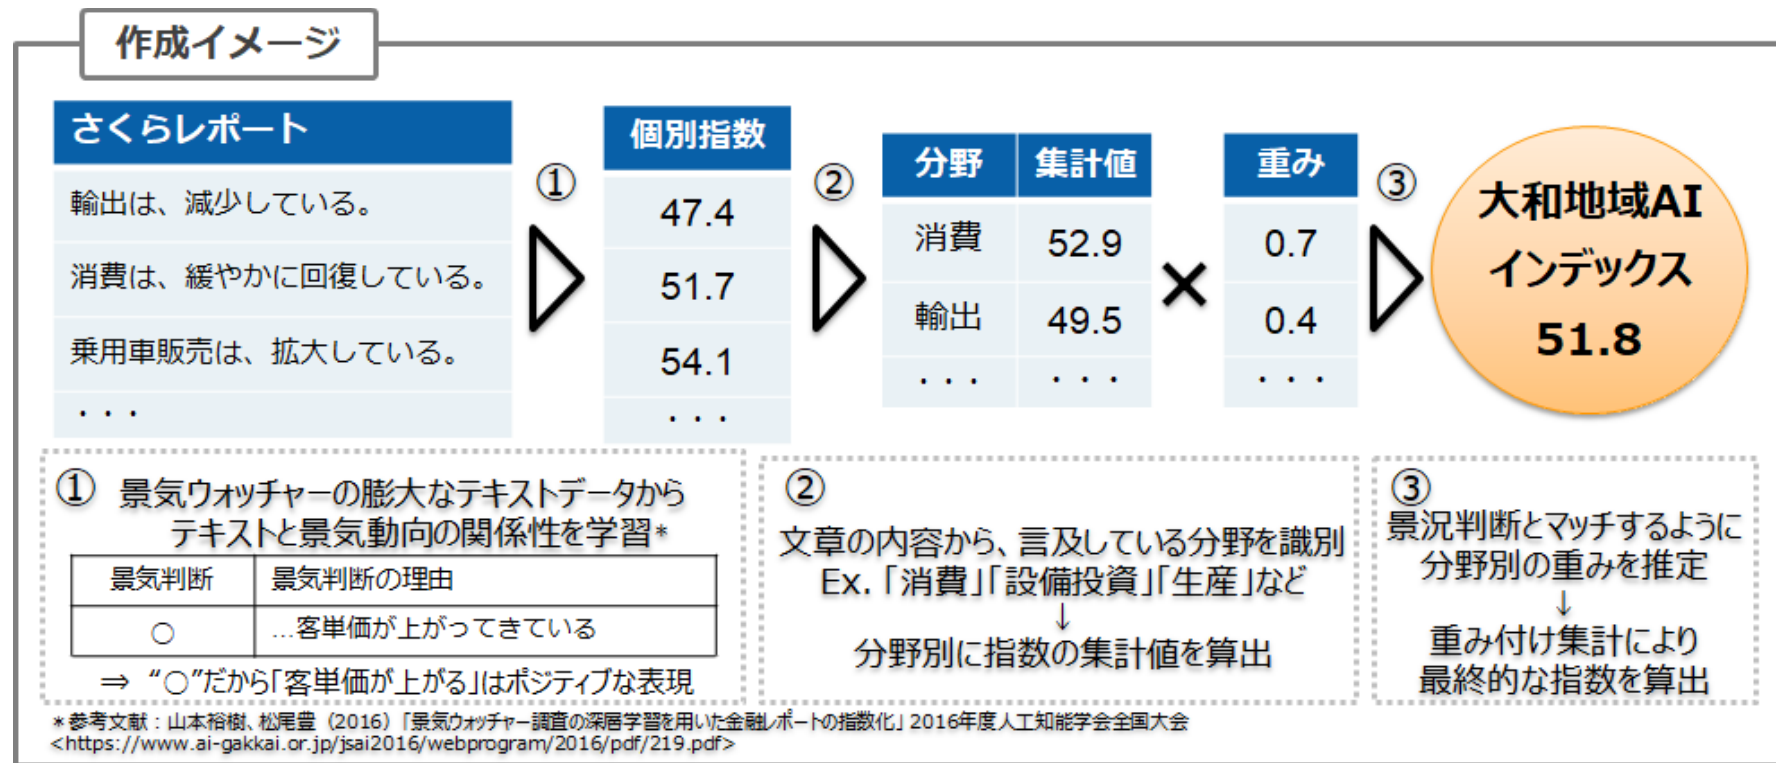 作成イメージ
さくらレポート
輸出は、減少している。
消費は、緩やかに回復している。
乗用車販売は、拡大している。
・・・
①
個別指数
47.4
51.7
54.1
・・・
②
分野 集計値
消費 52.9
輸出 49.5
・・・ ・・・
×
重み
0.7
0.4
・・・
③
大和地域AI
インデックス
51.8
① 景気ウォッチャーの膨大なテキストデータから
テキストと景気動向の関係性を学習*
景気判断 景気判断の理由
○ …客単価が上がってきている
⇒ “○”だから「客単価が上がる」はポジティブな表現
②
文章の内容から、言及している分野を識別
Ex.「消費」「設備投資」「生産」など
↓
分野別に指数の集計値を算出
③
景況判断とマッチするように
分野別の重みを推定
↓
重み付け集計により
最終的な指数を算出
*参考文献：山本裕樹、松尾豊（2016）「景気ウォッチャー調査の深層学習を用いた金融レポートの指数化」2016年度人工知能学会全国大会
<https://www.ai-gakkai.or.jp/jsai2016/webprogram/2016/pdf/219.pdf>